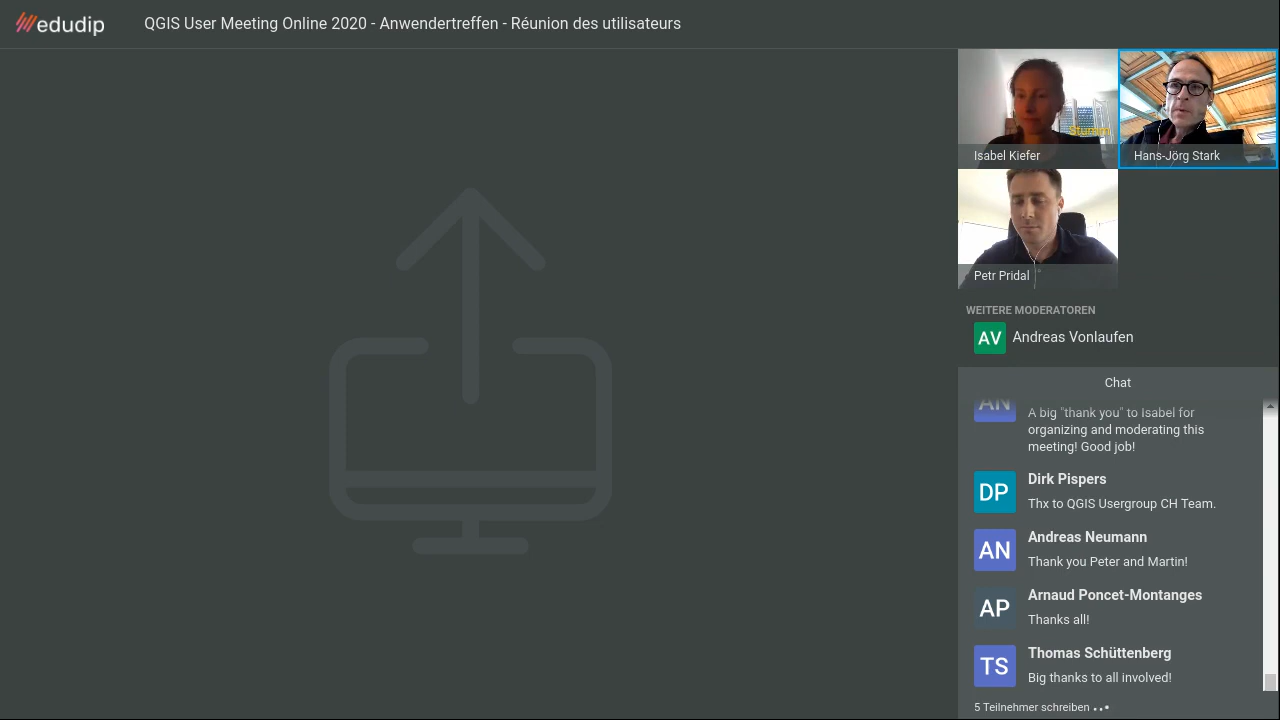 edudip
QGIS User Meeting Online 2020 - Anwendertreffen - Réunion des utilisateurs
Stumm
Isabel Kiefer
Hans-Jörg Stark
Petr Pridal
WEITERE MODERATOREN
AV
Andreas Vonlaufen
Chat
AN
A big "thank you" to Isabel for
organizing and moderating this
meeting! Good job!
DP
Dirk Pispers
Thx to QGIS Usergroup CH Team.
AN
Andreas Neumann
Thank you Peter and Martin!
AP
Arnaud Poncet-Montanges
Thanks all!
TS
Thomas Schüttenberg
Big thanks to all involved!
5 Teilnehmer schreiben